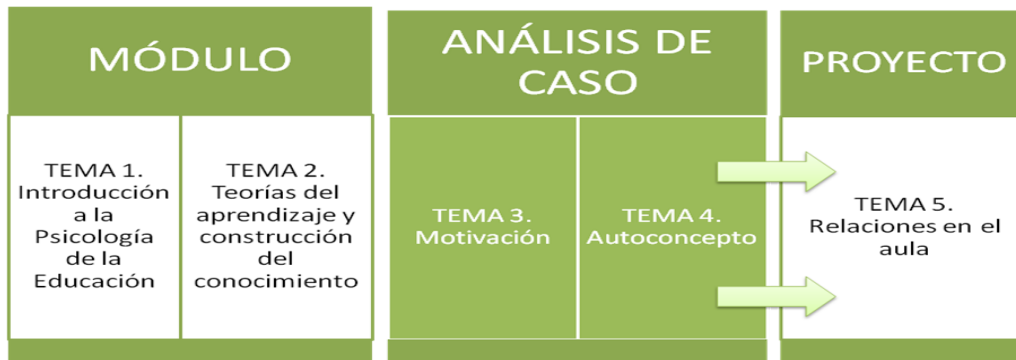 MÓDULO
TEMA 1.
Introducción
a la
Psicología
de la
Educación
TEMA 2.
Teorías del
aprendizaje y
construcción
del
conocimiento
ANÁLISIS DE
CASO
TEMA 3.
Motivación
TEMA 4.
Autoconcepto
PROYECTO
TEMA 5.
Relaciones en el
aula